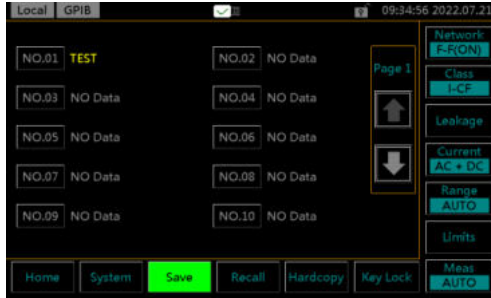 Local GPIB 09:34:56 2022.07.21
NO.01 TEST NO.02 NO Data
NO.03 NO Data NO.04 NO Data
NO.05 NO Data NO.06 NO Data
NO.07 NO Data NO.08 NO Data
NO.09 NO Data NO.10 NO Data
Page 1
Network
F-F(ON)
Class
I-CF
Leakage
Current
AC + DC
Range
AUTO
Limits
Meas
AUTO
Home System Save Recall Hardcopy Key Lock